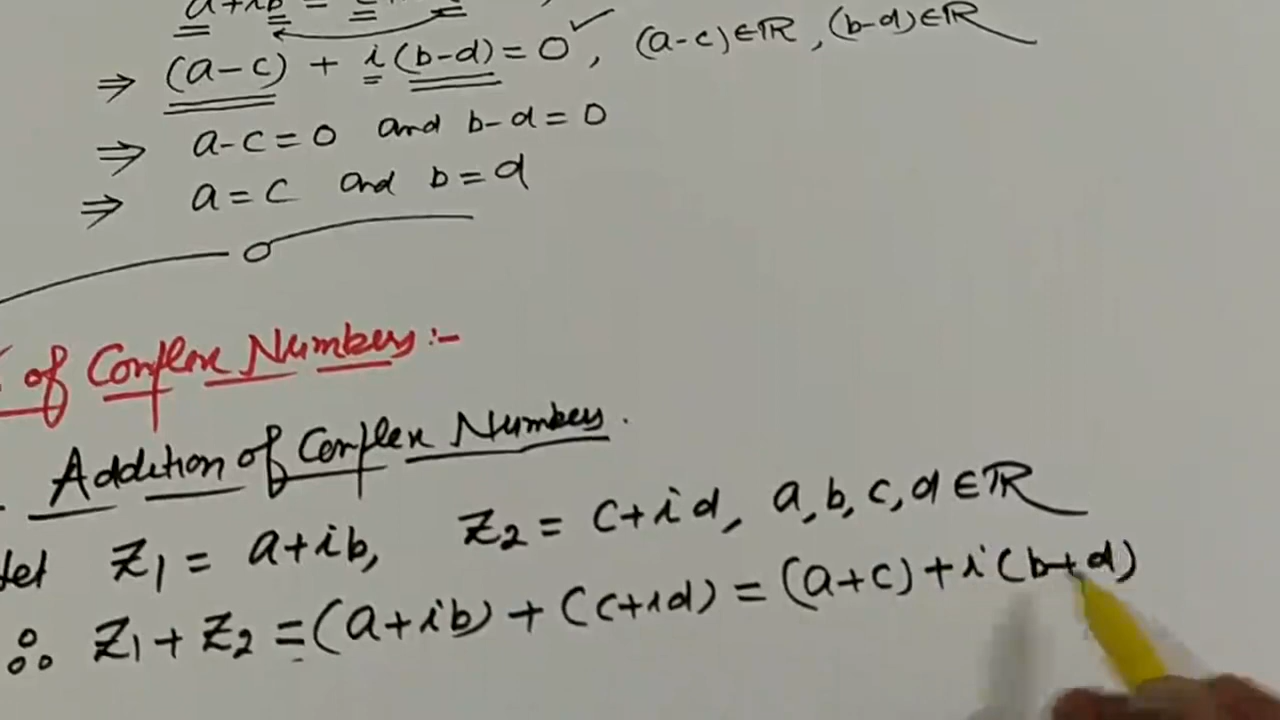 a+ib =
⇒ (a-c) + i(b-d) = 0 ✓, (a-c)∈ℝ, (b-d)∈ℝ
⇒ a-c = 0 and b-d = 0
⇒ a = c and b = d
of Complex Numbers :-
Addition of Complex Numbers.
Let z₁ = a+ib, z₂ = c+id, a,b,c,d ∈ℝ
∴ z₁+z₂ = (a+ib) + (c+id) = (a+c)+i(b+d)